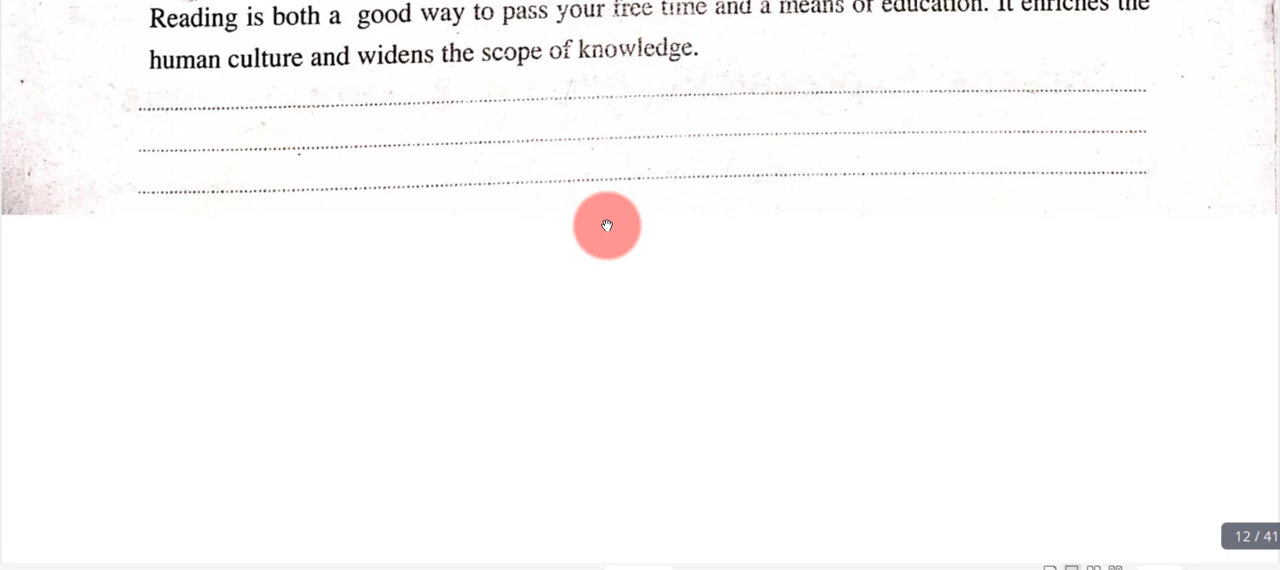 Reading is both a good way to pass your free time and a means of education. It enriches the
human culture and widens the scope of knowledge.
12 / 41